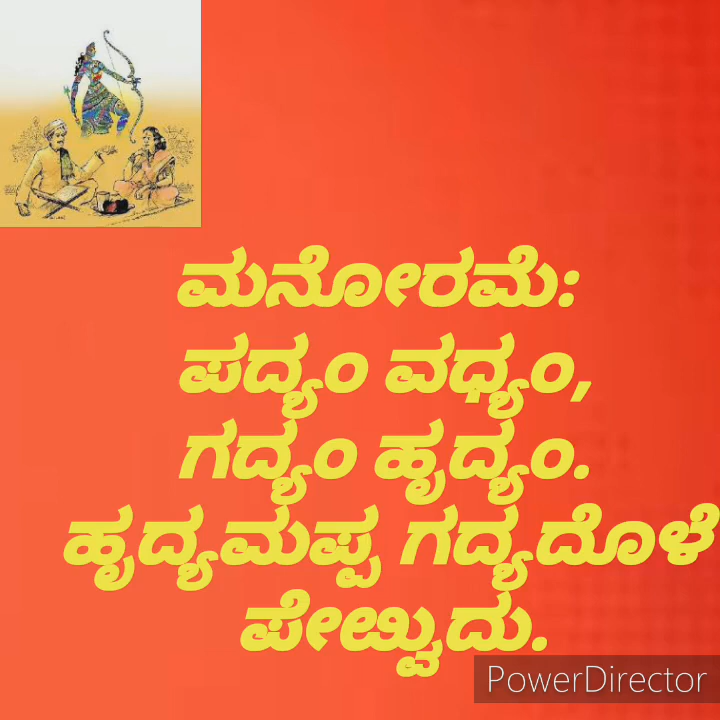 ಮನೋರಮೆ:
ಪದ್ಯಂ ವಧ್ಯಂ,
ಗದ್ಯಂ ಹೃದ್ಯಂ.
ಹೃದ್ಯಮಪ್ಪ ಗದ್ಯದೊಳೆ
ಪೇೞ್ವುದು.
PowerDirector